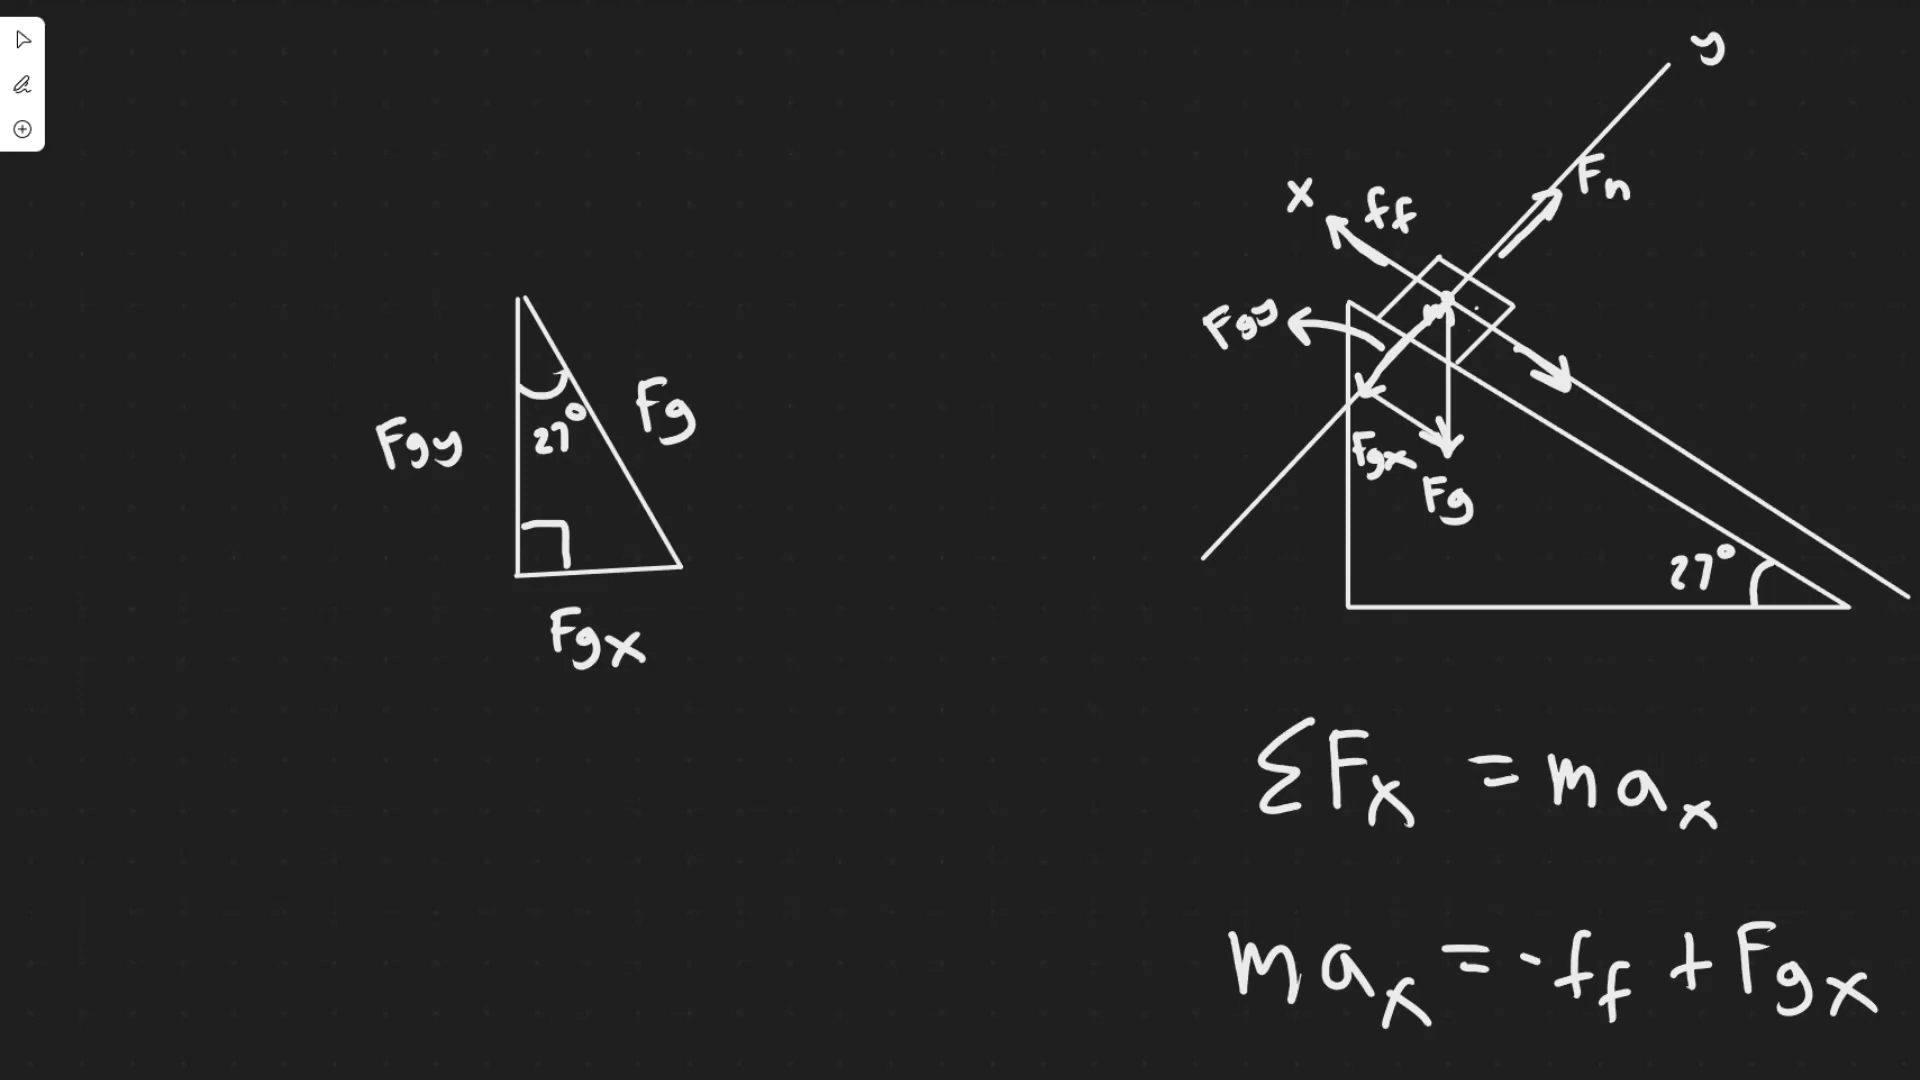 y
Fn
x
ff
Fgy
Fgx
Fg
27°
Fgy
27°
Fg
Fgx
ΣFx = max
max = -ff + Fgx